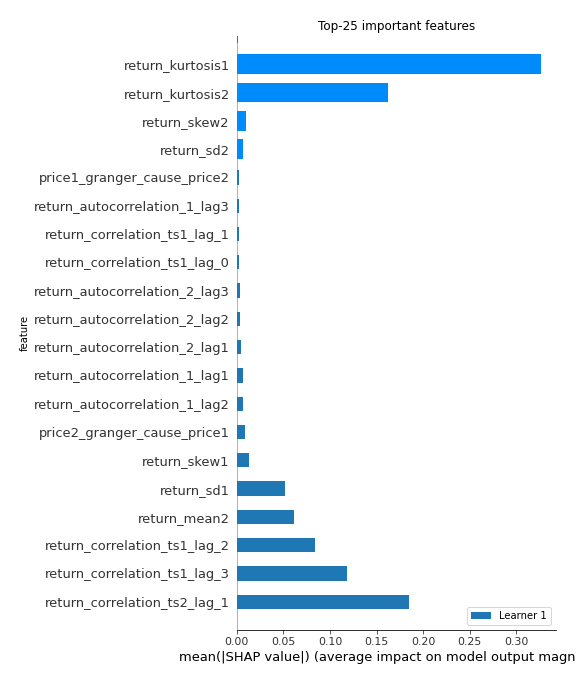 Top-25 important features
return_kurtosis1
return_kurtosis2
return_skew2
return_sd2
price1_granger_cause_price2
return_autocorrelation_1_lag3
return_correlation_ts1_lag_1
return_correlation_ts1_lag_0
return_autocorrelation_2_lag3
return_autocorrelation_2_lag2
return_autocorrelation_2_lag1
return_autocorrelation_1_lag1
return_autocorrelation_1_lag2
price2_granger_cause_price1
return_skew1
return_sd1
return_mean2
return_correlation_ts1_lag_2
return_correlation_ts1_lag_3
return_correlation_ts2_lag_1
feature
Learner 1
0.00 0.05 0.10 0.15 0.20 0.25 0.30
mean(|SHAP value|) (average impact on model output magn